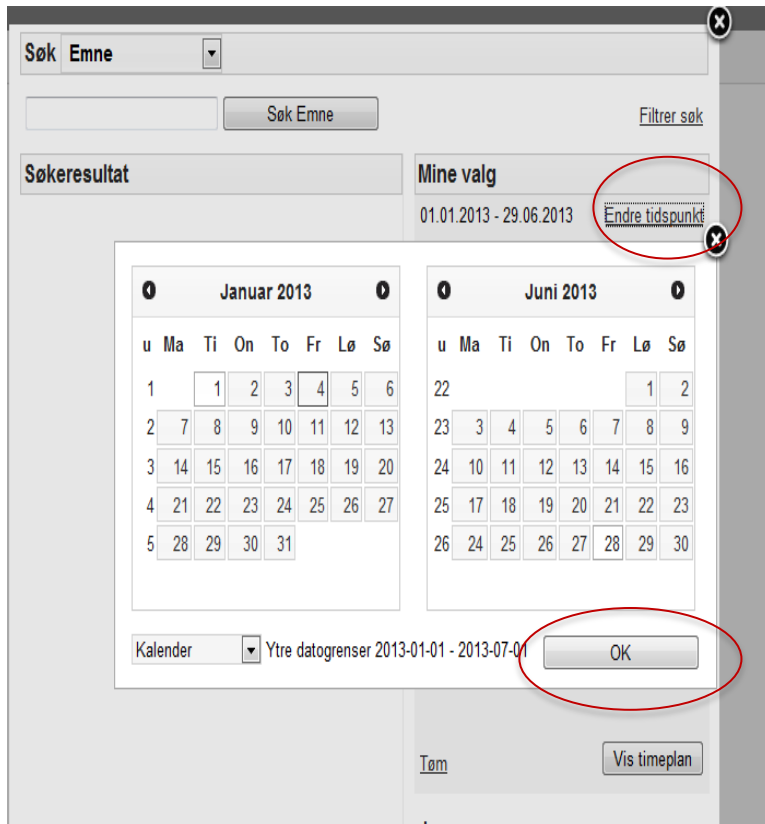 Søk Emne
Søk Emne
Filtrer søk
Søkeresultat
Mine valg
01.01.2013 - 29.06.2013 Endre tidspunkt
Januar 2013
u Ma Ti On To Fr Lø Sø
1 1 2 3 4 5 6
2 7 8 9 10 11 12 13
3 14 15 16 17 18 19 20
4 21 22 23 24 25 26 27
5 28 29 30 31
Juni 2013
u Ma Ti On To Fr Lø Sø
22 1 2
23 3 4 5 6 7 8 9
24 10 11 12 13 14 15 16
25 17 18 19 20 21 22 23
26 24 25 26 27 28 29 30
Kalender Ytre datogrenser 2013-01-01 - 2013-07-01 OK
Tøm Vis timeplan